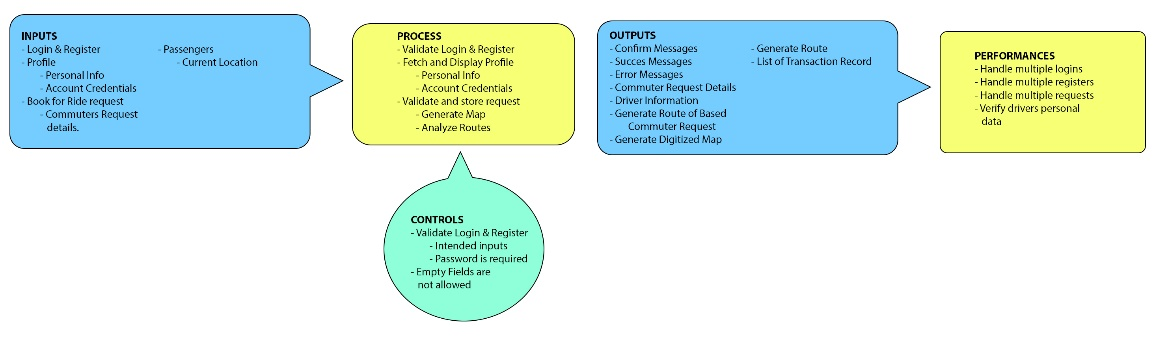 INPUTS
- Login & Register
- Profile
- Personal Info
- Account Credentials
- Book for Ride request
- Commuters Request
details.
- Passengers
- Current Location
PROCESS
- Validate Login & Register
- Fetch and Display Profile
- Personal Info
- Account Credentials
- Validate and store request
- Generate Map
- Analyze Routes
CONTROLS
- Validate Login & Register
- Intended inputs
- Password is required
- Empty Fields are
not allowed
OUTPUTS
- Confirm Messages
- Succes Messages
- Error Messages
- Commuter Request Details
- Driver Information
- Generate Route of Based
Commuter Request
- Generate Digitized Map
- Generate Route
- List of Transaction Record
PERFORMANCES
- Handle multiple logins
- Handle multiple registers
- Handle multiple requests
- Verify drivers personal
data